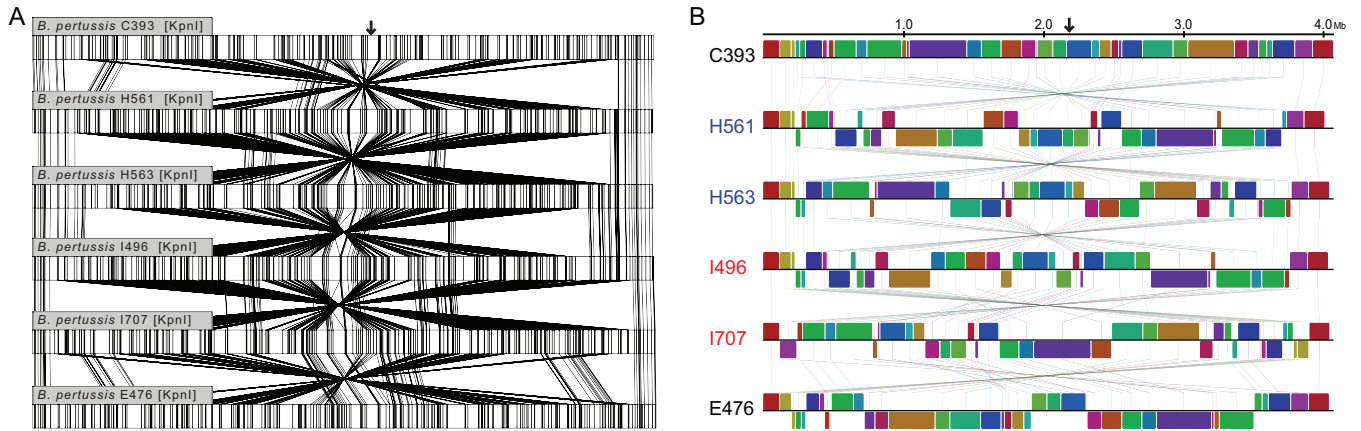 A
B. pertussis C393 [KpnI]
B. pertussis H561 [KpnI]
B. pertussis H563 [KpnI]
B. pertussis I496 [KpnI]
B. pertussis I707 [KpnI]
B. pertussis E476 [KpnI]
B
1.0 2.0 3.0 4.0 Mb
C393
H561
H563
I496
I707
E476